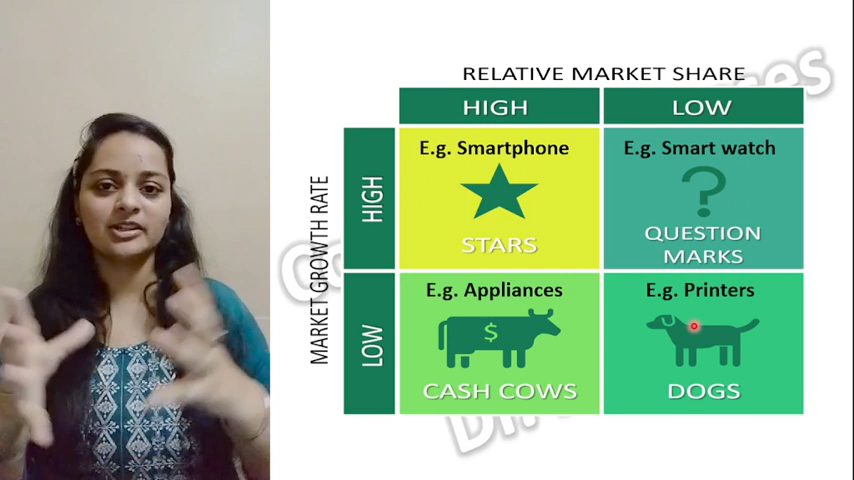 RELATIVE MARKET SHARE
HIGH
LOW
MARKET GROWTH RATE
HIGH
E.g. Smartphone
STARS
E.g. Smart watch
?
QUESTION
MARKS
LOW
E.g. Appliances
$
CASH COWS
E.g. Printers
DOGS